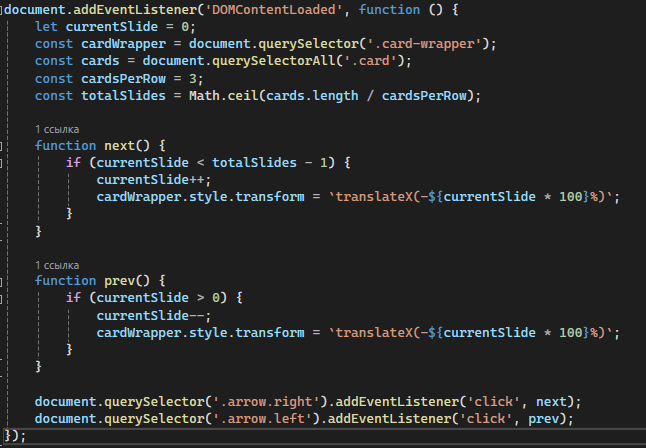 document.addEventListener('DOMContentLoaded', function () {
let currentSlide = 0;
const cardWrapper = document.querySelector('.card-wrapper');
const cards = document.querySelectorAll('.card');
const cardsPerRow = 3;
const totalSlides = Math.ceil(cards.length / cardsPerRow);
1 ссылка
function next() {
if (currentSlide < totalSlides - 1) {
currentSlide++;
cardWrapper.style.transform = `translateX(-${currentSlide * 100}%)`;
}
}
1 ссылка
function prev() {
if (currentSlide > 0) {
currentSlide--;
cardWrapper.style.transform = `translateX(-${currentSlide * 100}%)`;
}
}
document.querySelector('.arrow.right').addEventListener('click', next);
document.querySelector('.arrow.left').addEventListener('click', prev);
});